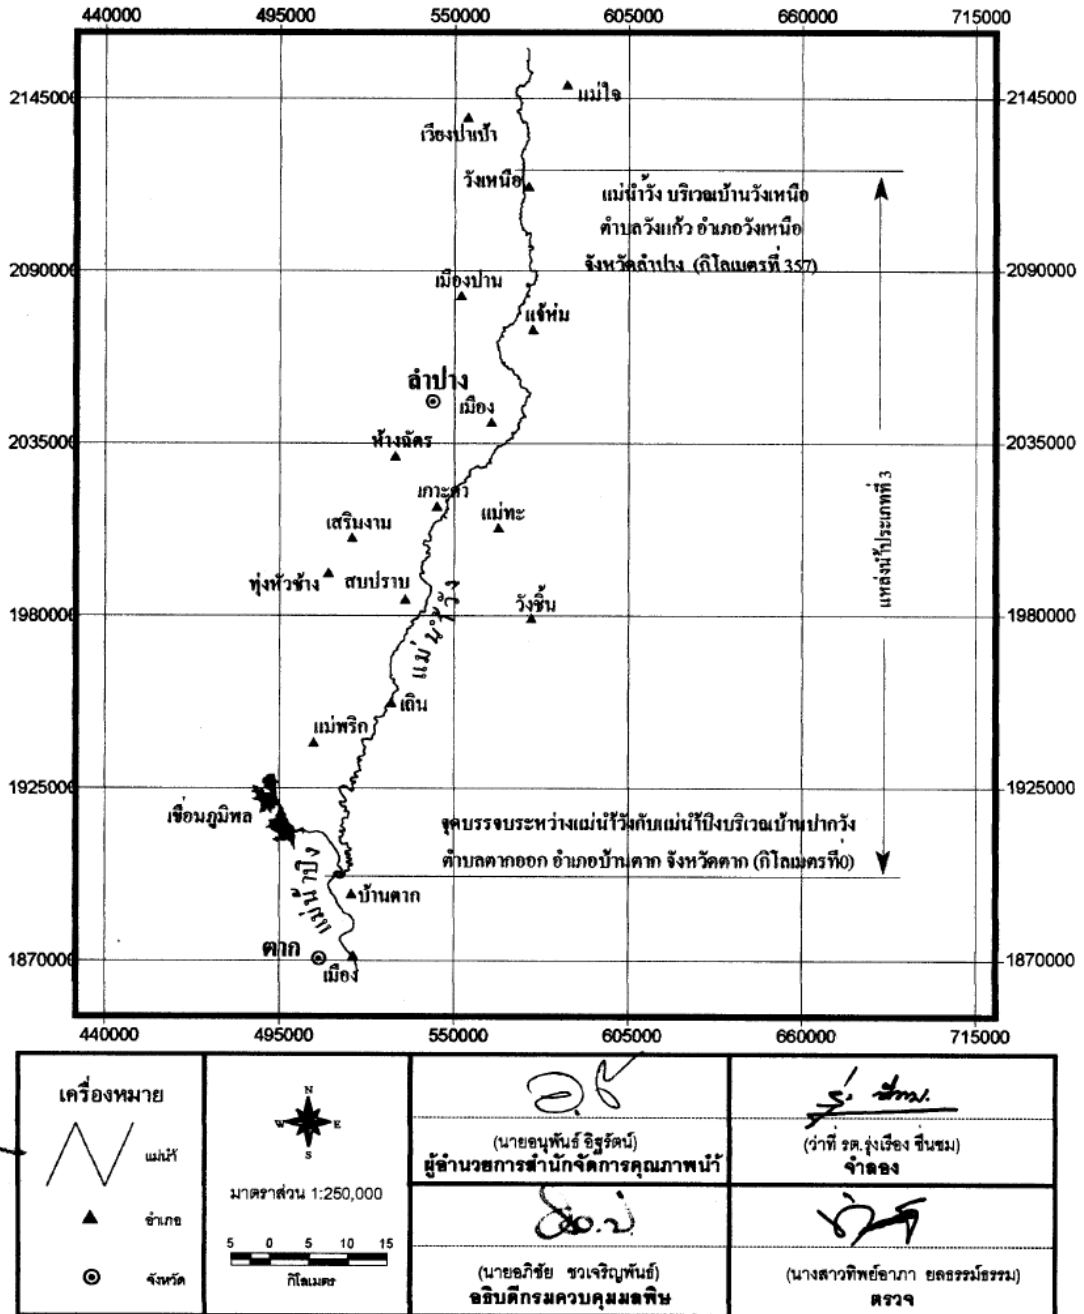 440000 495000 550000 605000 660000 715000
2145000 2145000
แม่ใจ
เวียงป่าเป้า
วังเหนือ
แม่น้ำวัง บริเวณบ้านวังเหนือ
ตำบลวังแก้ว อำเภอวังเหนือ
จังหวัดลำปาง (กิโลเมตรที่ 357)
2090000 2090000
เมืองปาน
แจ้ห่ม
ลำปาง
เมือง
2035000 2035000
ห้างฉัตร
เกาะคา
แม่ทะ
เสริมงาม
แหล่งน้ำประเภทที่ 3
ทุ่งหัวช้าง
สบปราบ
วังชิ้น
1980000 1980000
แม่น้ำวัง
เถิน
แม่พริก
1925000 1925000
เขื่อนภูมิพล
จุดบรรจบระหว่างแม่น้ำวังกับแม่น้ำปิงบริเวณบ้านปากวัง
ตำบลตากออก อำเภอบ้านตาก จังหวัดตาก (กิโลเมตรที่0)
แม่น้ำปิง
บ้านตาก
ตาก
1870000 1870000
เมือง
440000 495000 550000 605000 660000 715000
เครื่องหมาย
แม่น้ำ
อำเภอ
จังหวัด
N
W E
S
มาตราส่วน 1:250,000
5 0 5 10 15
กิโลเมตร
(นายอนุพันธ์ อิฐรัตน์)
ผู้อำนวยการสำนักจัดการคุณภาพน้ำ
(ว่าที่ รต.รุ่งเรือง ชื่นชม)
จำลอง
(นายอภิชัย ชวเจริญพันธ์)
อธิบดีกรมควบคุมมลพิษ
(นางสาวทิพย์อาภา ยลธรรม์ธรรม)
ตรวจ